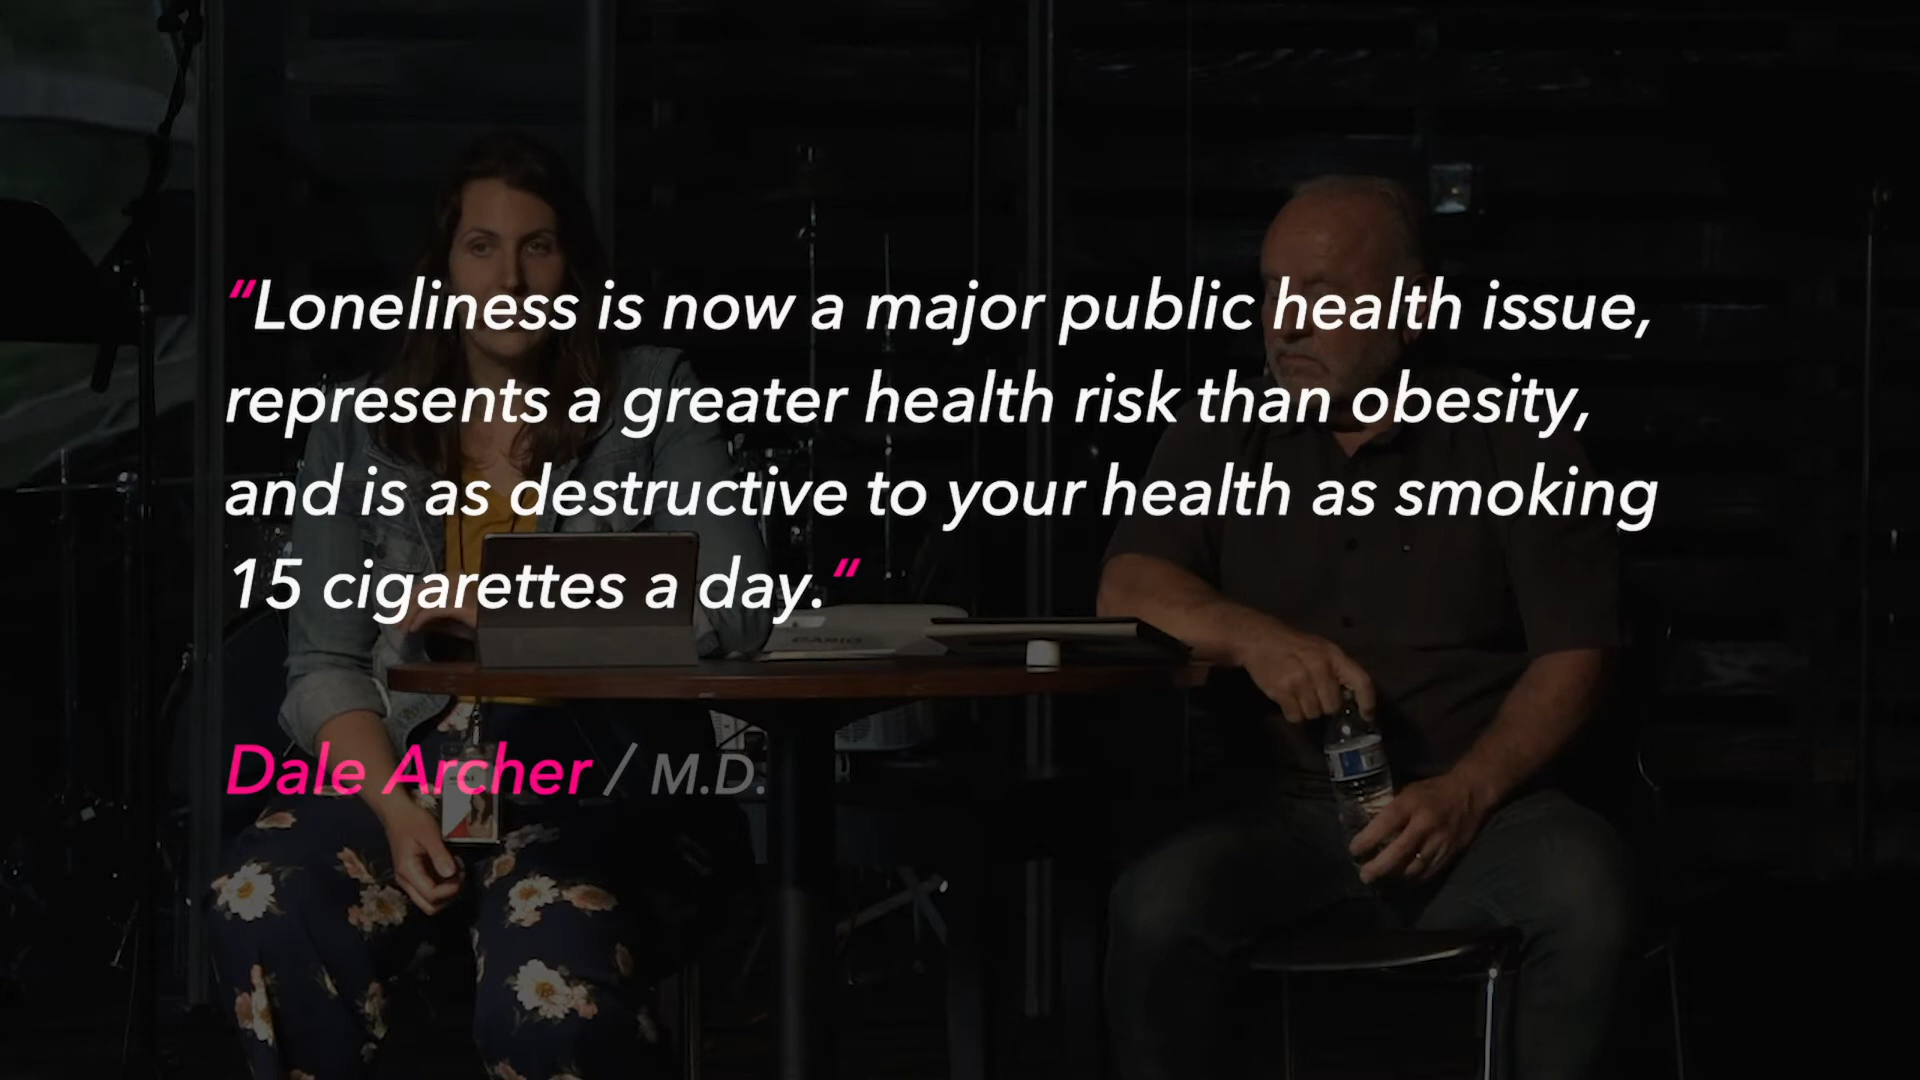 “Loneliness is now a major public health issue,
represents a greater health risk than obesity,
and is as destructive to your health as smoking
15 cigarettes a day.“
Dale Archer / M.D.
CASIO